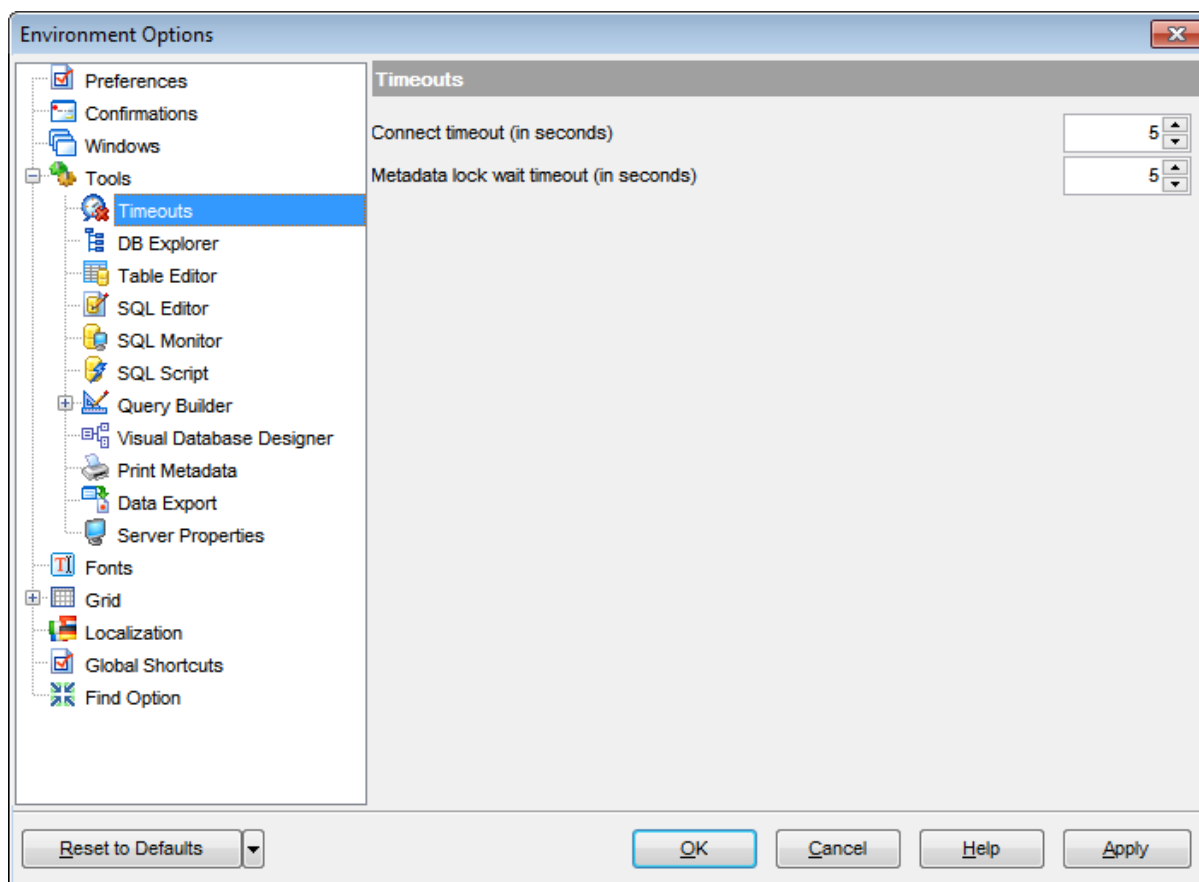 Environment Options
Preferences
Confirmations
Windows
Tools
Timeouts
DB Explorer
Table Editor
SQL Editor
SQL Monitor
SQL Script
Query Builder
Visual Database Designer
Print Metadata
Data Export
Server Properties
Fonts
Grid
Localization
Global Shortcuts
Find Option
Timeouts
Connect timeout (in seconds) 5
Metadata lock wait timeout (in seconds) 5
Reset to Defaults OK Cancel Help Apply